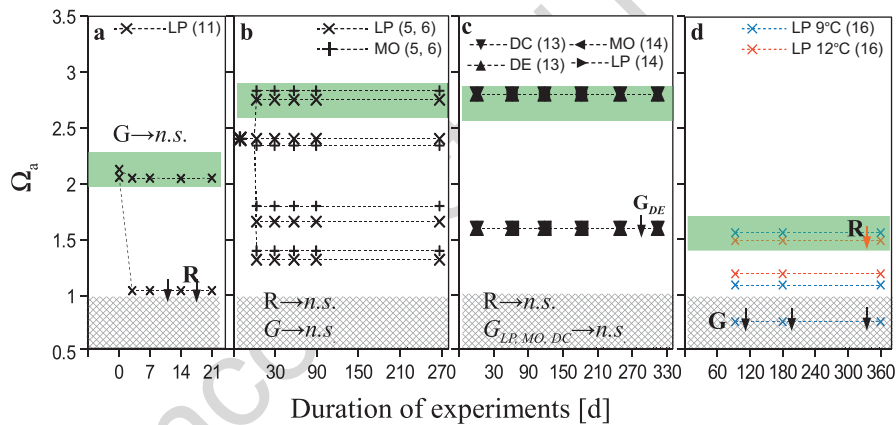 a
LP (11)
b
LP (5, 6)
MO (5, 6)
c
DC (13)
MO (14)
DE (13)
LP (14)
d
LP 9°C (16)
LP 12°C (16)
3.5
3
2.5
2
1.5
1
0.5
Ωa
G→n.s.
R
R→n.s.
G→n.s
GDE
R→n.s.
GLP, MO, DC→n.s
R
G
0 7 14 21
30 90 150 210 270
30 90 150 210 270 330
60 120 180 240 300 360
Duration of experiments [d]